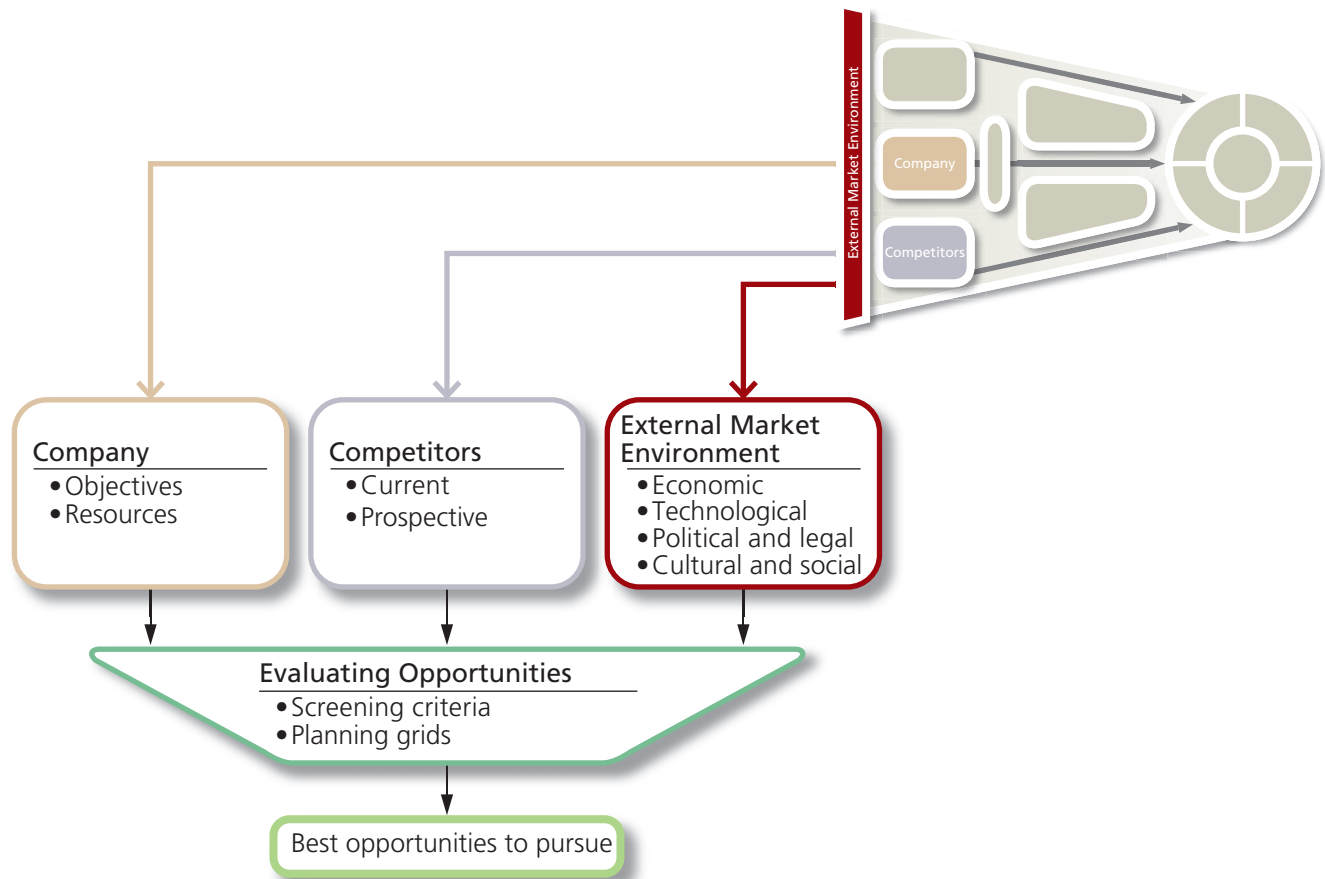 External Market Environment
Company
Competitors
Company
•Objectives
•Resources
Competitors
•Current
•Prospective
External Market
Environment
•Economic
•Technological
•Political and legal
•Cultural and social
Evaluating Opportunities
•Screening criteria
•Planning grids
Best opportunities to pursue